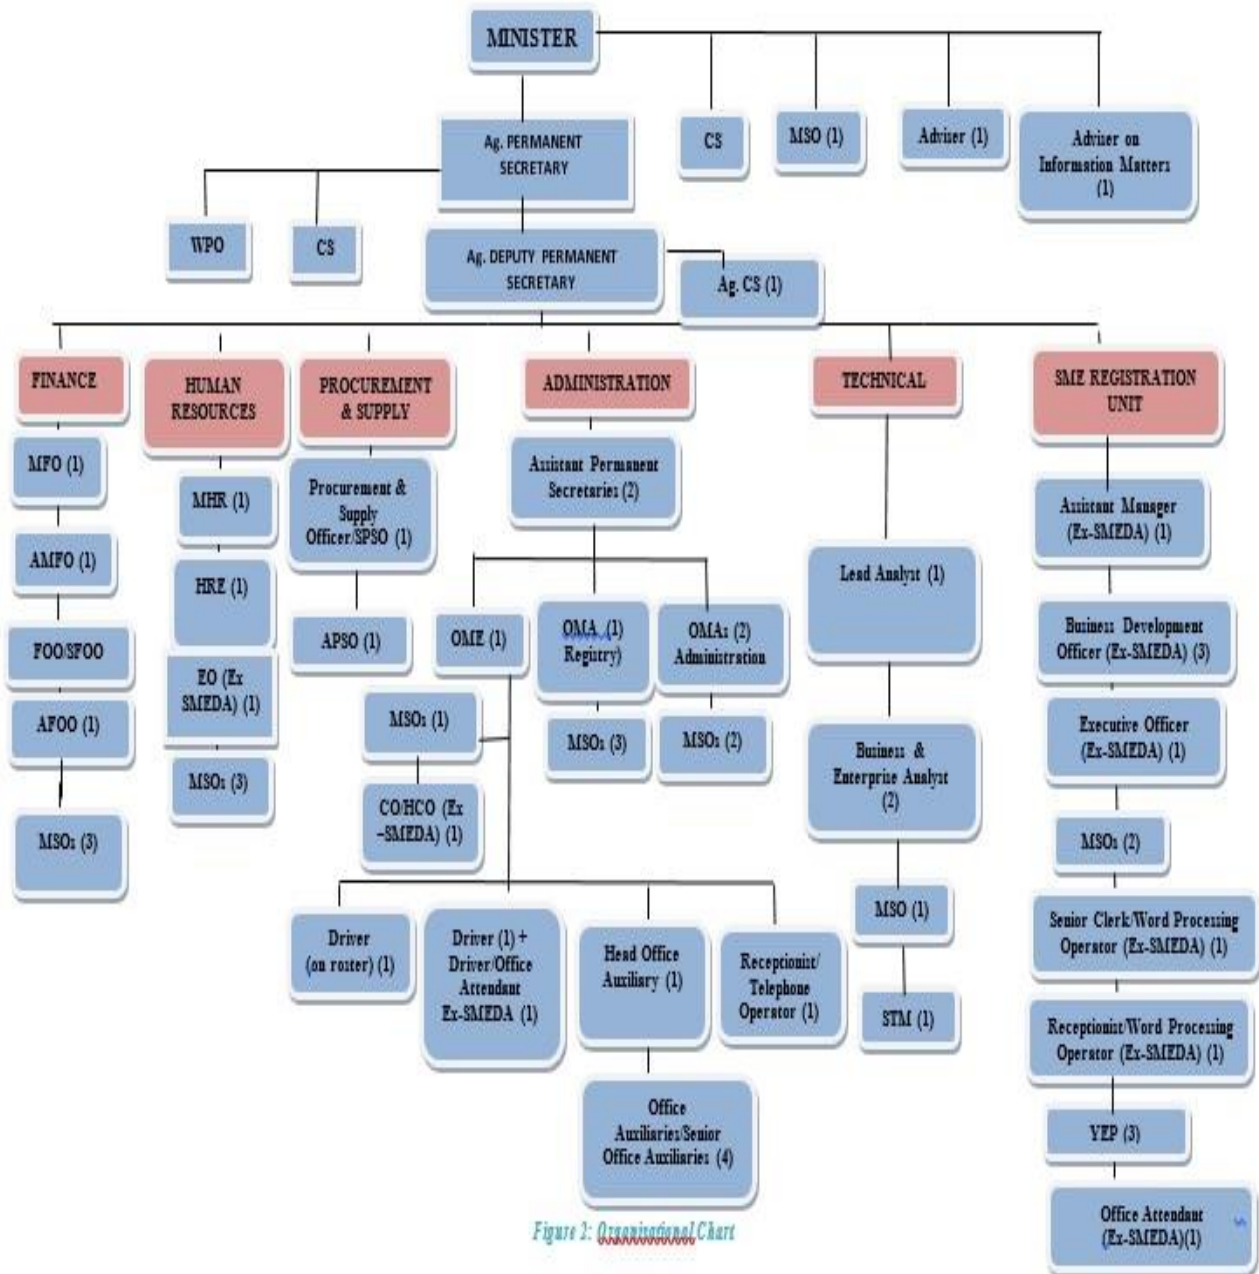 MINISTER
CS
MSO (1)
Adviser (1)
Adviser on
Information Matters
(1)
Ag. PERMANENT
SECRETARY
WPO
CS
Ag. DEPUTY PERMANENT
SECRETARY
Ag. CS (1)
FINANCE
MFO (1)
AMFO (1)
FOO/SFOO
AFOO (1)
MSOs (3)
HUMAN
RESOURCES
MHR (1)
HRE (1)
EO (Ex
SMEDA) (1)
MSOs (3)
PROCUREMENT
& SUPPLY
Procurement &
Supply
Officer/SPSO (1)
APSO (1)
ADMINISTRATION
Assistant Permanent
Secretaries (2)
OME (1)
MSOs (1)
CO/HCO (Ex
–SMEDA) (1)
OMA (1)
Registry)
MSOs (3)
OMAs (2)
Administration
MSOs (2)
Driver
(on roster) (1)
Driver (1) +
Driver/Office
Attendant
Ex-SMEDA (1)
Head Office
Auxiliary (1)
Office
Auxiliaries/Senior
Office Auxiliaries (4)
Receptionist/
Telephone
Operator (1)
TECHNICAL
Lead Analyst (1)
Business &
Enterprise Analyst
(2)
MSO (1)
STM (1)
SME REGISTRATION
UNIT
Assistant Manager
(Ex-SMEDA) (1)
Business Development
Officer (Ex-SMEDA) (3)
Executive Officer
(Ex-SMEDA) (1)
MSOs (2)
Senior Clerk/Word Processing
Operator (Ex-SMEDA) (1)
Receptionist/Word Processing
Operator (Ex-SMEDA) (1)
YEP (3)
Office Attendant
(Ex-SMEDA)(1)
Figure 2: Organisational Chart